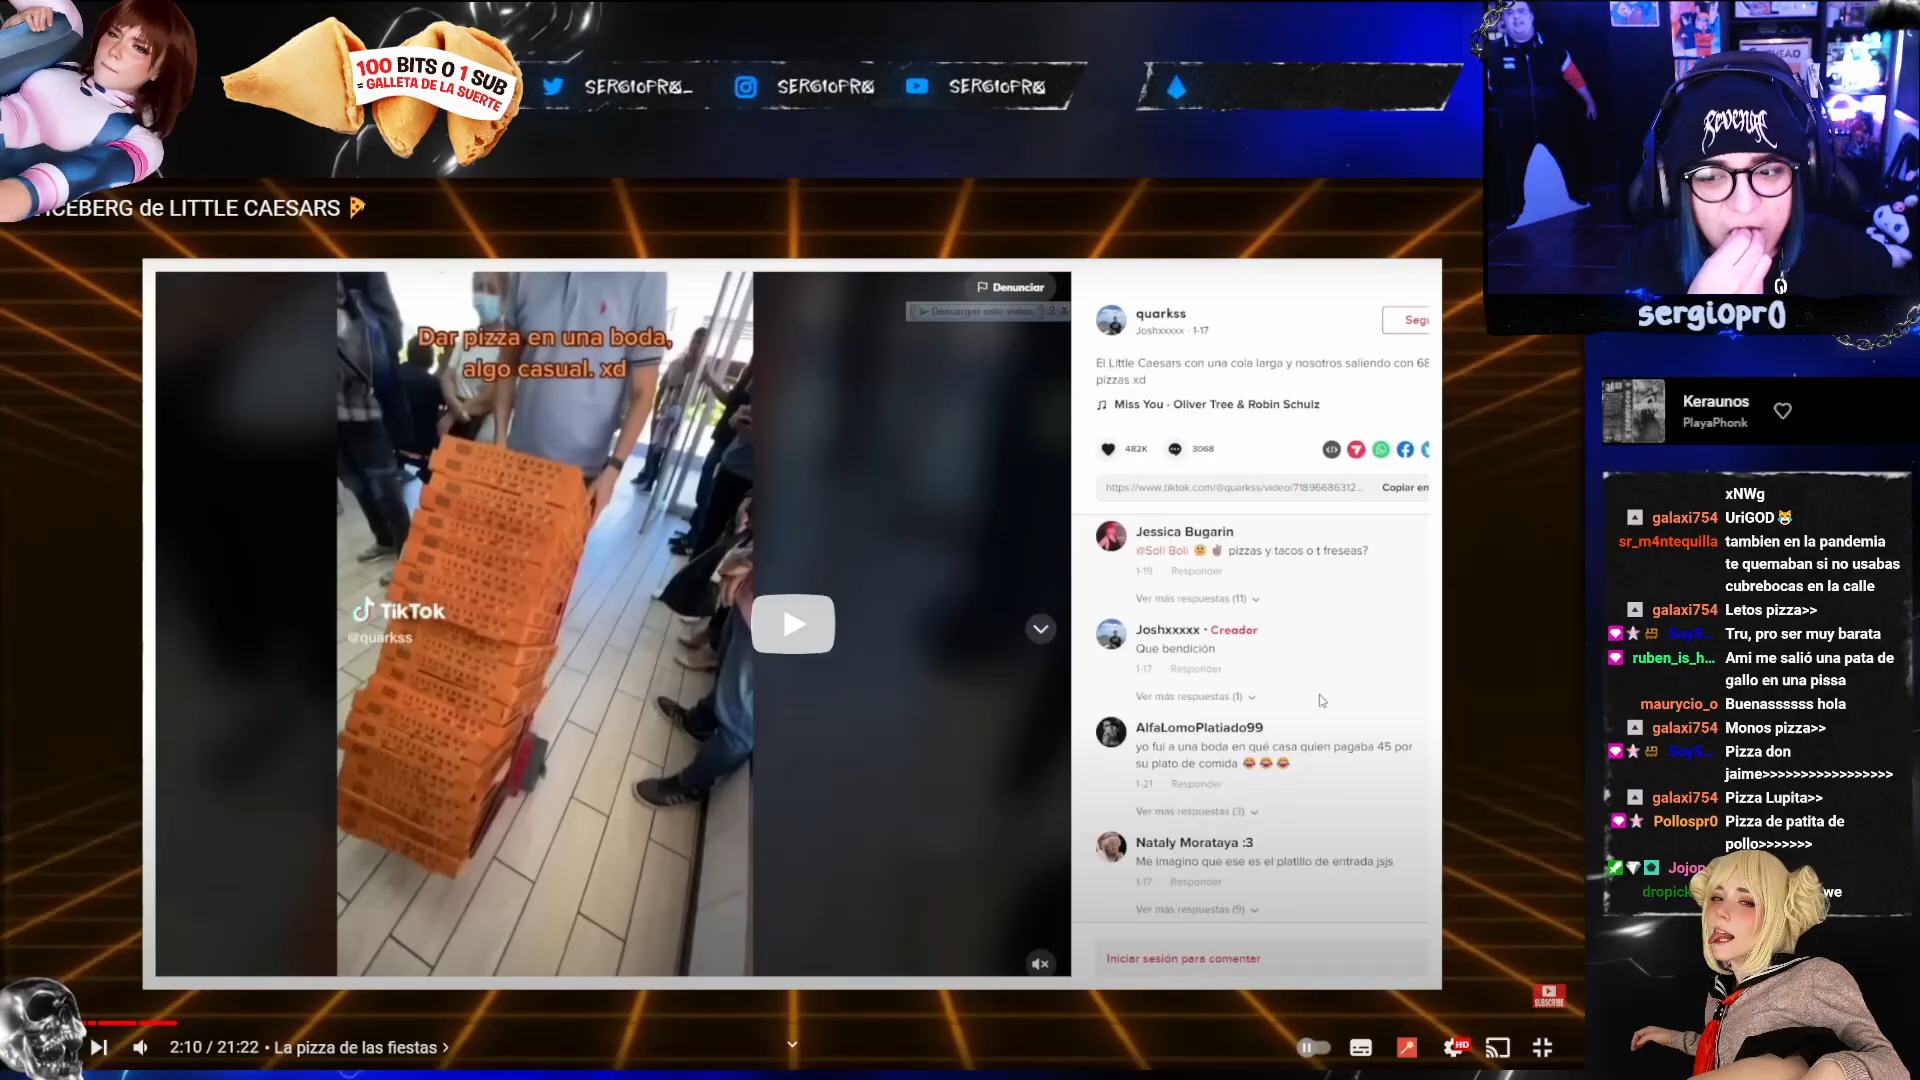 100 BITS O 1 SUB
= GALLETA DE LA SUERTE
SERGIOPR0_
SERGIOPR0
SERGIOPR0
REVENGE
sergiopr0
ICEBERG de LITTLE CAESARS 🍕
Denunciar
Descargar este video
Dar pizza en una boda,
algo casual. xd
TikTok
@quarkss
quarkss
Joshxxxxx · 1-17
Segu
El Little Caesars con una cola larga y nosotros saliendo con 68
pizzas xd
♫ Miss You - Oliver Tree & Robin Schulz
482K
3068
https://www.tiktok.com/@quarkss/video/71896686312...
Copiar en
Jessica Bugarin
@Soli Boli 🥲 ✌ pizzas y tacos o t freseas?
1-19 Responder
Ver más respuestas (11)
Joshxxxxx · Creador
Que bendición
1-17 Responder
Ver más respuestas (1)
AlfaLomoPlatiado99
yo fui a una boda en qué casa quien pagaba 45 por
su plato de comida 😂😂😂
1-21 Responder
Ver más respuestas (3)
Nataly Morataya :3
Me imagino que ese es el platillo de entrada jsjs
1-17 Responder
Ver más respuestas (9)
Iniciar sesión para comentar
SUBSCRIBE
2:10 / 21:22 • La pizza de las fiestas ›
HD
Keraunos
PlayaPhonk
xNWg
galaxi754 UriGOD 😹
sr_m4ntequilla tambien en la pandemia
te quemaban si no usabas
cubrebocas en la calle
galaxi754 Letos pizza>>
SoyS... Tru, pro ser muy barata
ruben_is_h... Ami me salió una pata de
gallo en una pissa
maurycio_o Buenassssss hola
galaxi754 Monos pizza>>
SoyS... Pizza don
jaime>>>>>>>>>>>>>>>>>
galaxi754 Pizza Lupita>>
Pollospr0 Pizza de patita de
pollo>>>>>>>
Jojop
dropick
we